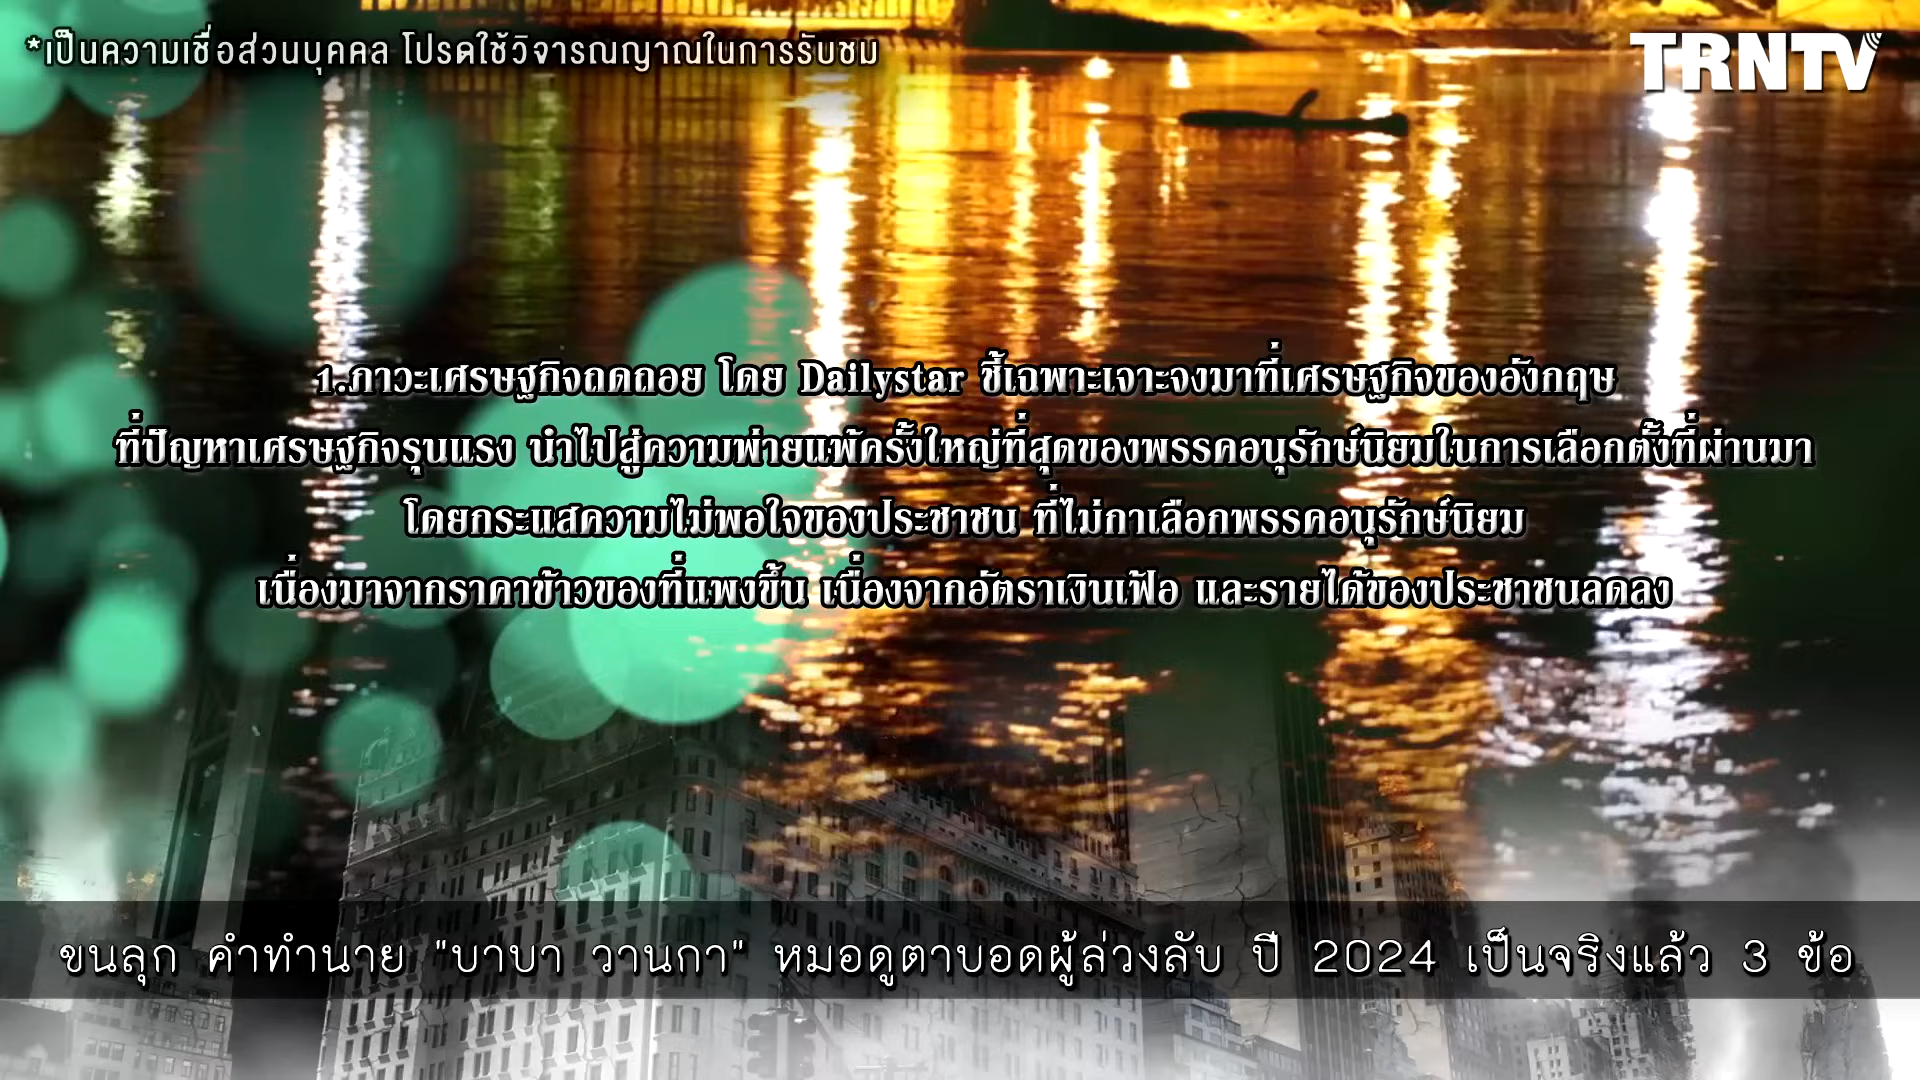 *เป็นความเชื่อส่วนบุคคล โปรดใช้วิจารณญาณในการรับชม
TRNTV
1.ภาวะเศรษฐกิจถดถอย โดย Dailystar ชี้เฉพาะเจาะจงมาที่เศรษฐกิจของอังกฤษ
ที่ปัญหาเศรษฐกิจรุนแรง นำไปสู่ความพ่ายแพ้ครั้งใหญ่ที่สุดของพรรคอนุรักษ์นิยมในการเลือกตั้งที่ผ่านมา
โดยกระแสความไม่พอใจของประชาชน ที่ไม่กาเลือกพรรคอนุรักษ์นิยม
เนื่องมาจากราคาข้าวของที่แพงขึ้น เนื่องจากอัตราเงินเฟ้อ และรายได้ของประชาชนลดลง
ขนลุก คำทำนาย "บาบา วานกา" หมอดูตาบอดผู้ล่วงลับ ปี 2024 เป็นจริงแล้ว 3 ข้อ